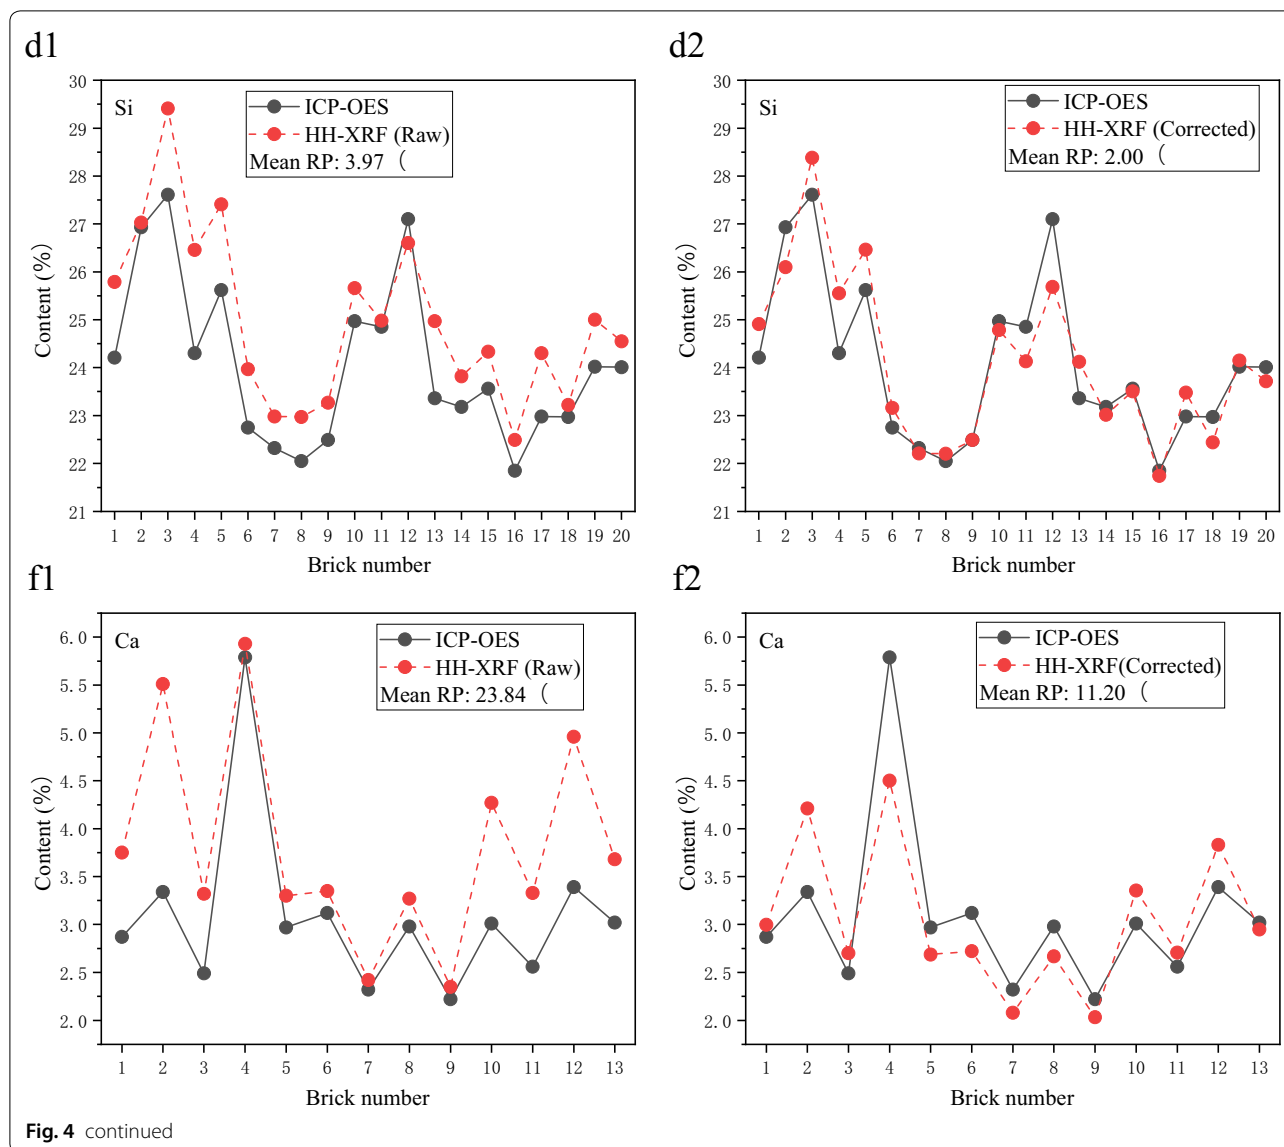 d1
Si
ICP-OES
HH-XRF (Raw)
Mean RP: 3.97（
30
29
28
27
26
25
24
23
22
21
Content (%)
1 2 3 4 5 6 7 8 9 10 11 12 13 14 15 16 17 18 19 20
Brick number
d2
Si
ICP-OES
HH-XRF (Corrected)
Mean RP: 2.00（
30
29
28
27
26
25
24
23
22
21
Content (%)
1 2 3 4 5 6 7 8 9 10 11 12 13 14 15 16 17 18 19 20
Brick number
f1
Ca
ICP-OES
HH-XRF (Raw)
Mean RP: 23.84（
6.0
5.5
5.0
4.5
4.0
3.5
3.0
2.5
2.0
Content (%)
1 2 3 4 5 6 7 8 9 10 11 12 13
Brick number
f2
Ca
ICP-OES
HH-XRF(Corrected)
Mean RP: 11.20（
6.0
5.5
5.0
4.5
4.0
3.5
3.0
2.5
2.0
Content (%)
1 2 3 4 5 6 7 8 9 10 11 12 13
Brick number
Fig. 4 continued